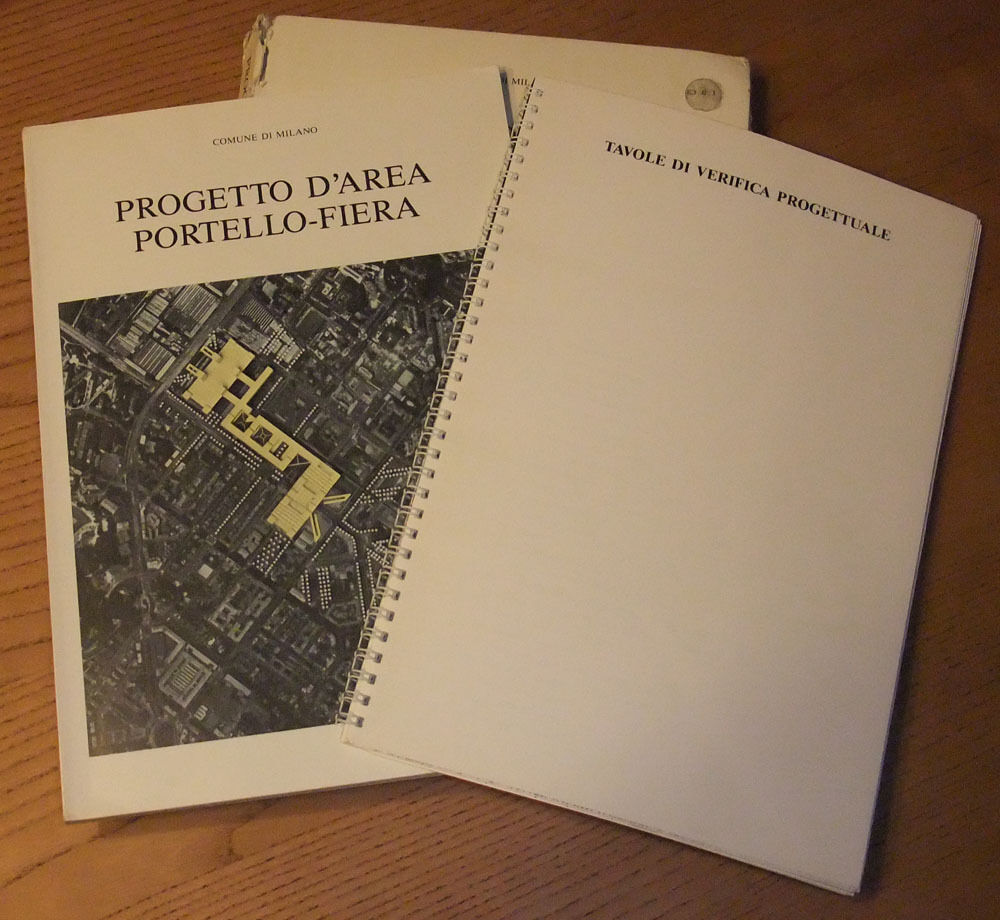 COMUNE DI MILANO
PROGETTO D'AREA
PORTELLO-FIERA
TAVOLE DI VERIFICA PROGETTUALE